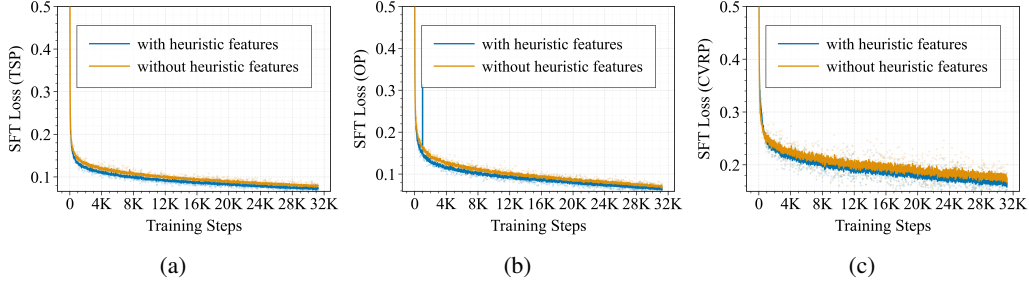 0.5
0.4
0.3
0.2
0.1
SFT Loss (TSP)
with heuristic features
without heuristic features
0 4K 8K 12K 16K 20K 24K 28K 32K
Training Steps
(a)
0.5
0.4
0.3
0.2
0.1
SFT Loss (OP)
with heuristic features
without heuristic features
0 4K 8K 12K 16K 20K 24K 28K 32K
Training Steps
(b)
0.5
0.4
0.3
0.2
SFT Loss (CVRP)
with heuristic features
without heuristic features
0 4K 8K 12K 16K 20K 24K 28K 32K
Training Steps
(c)